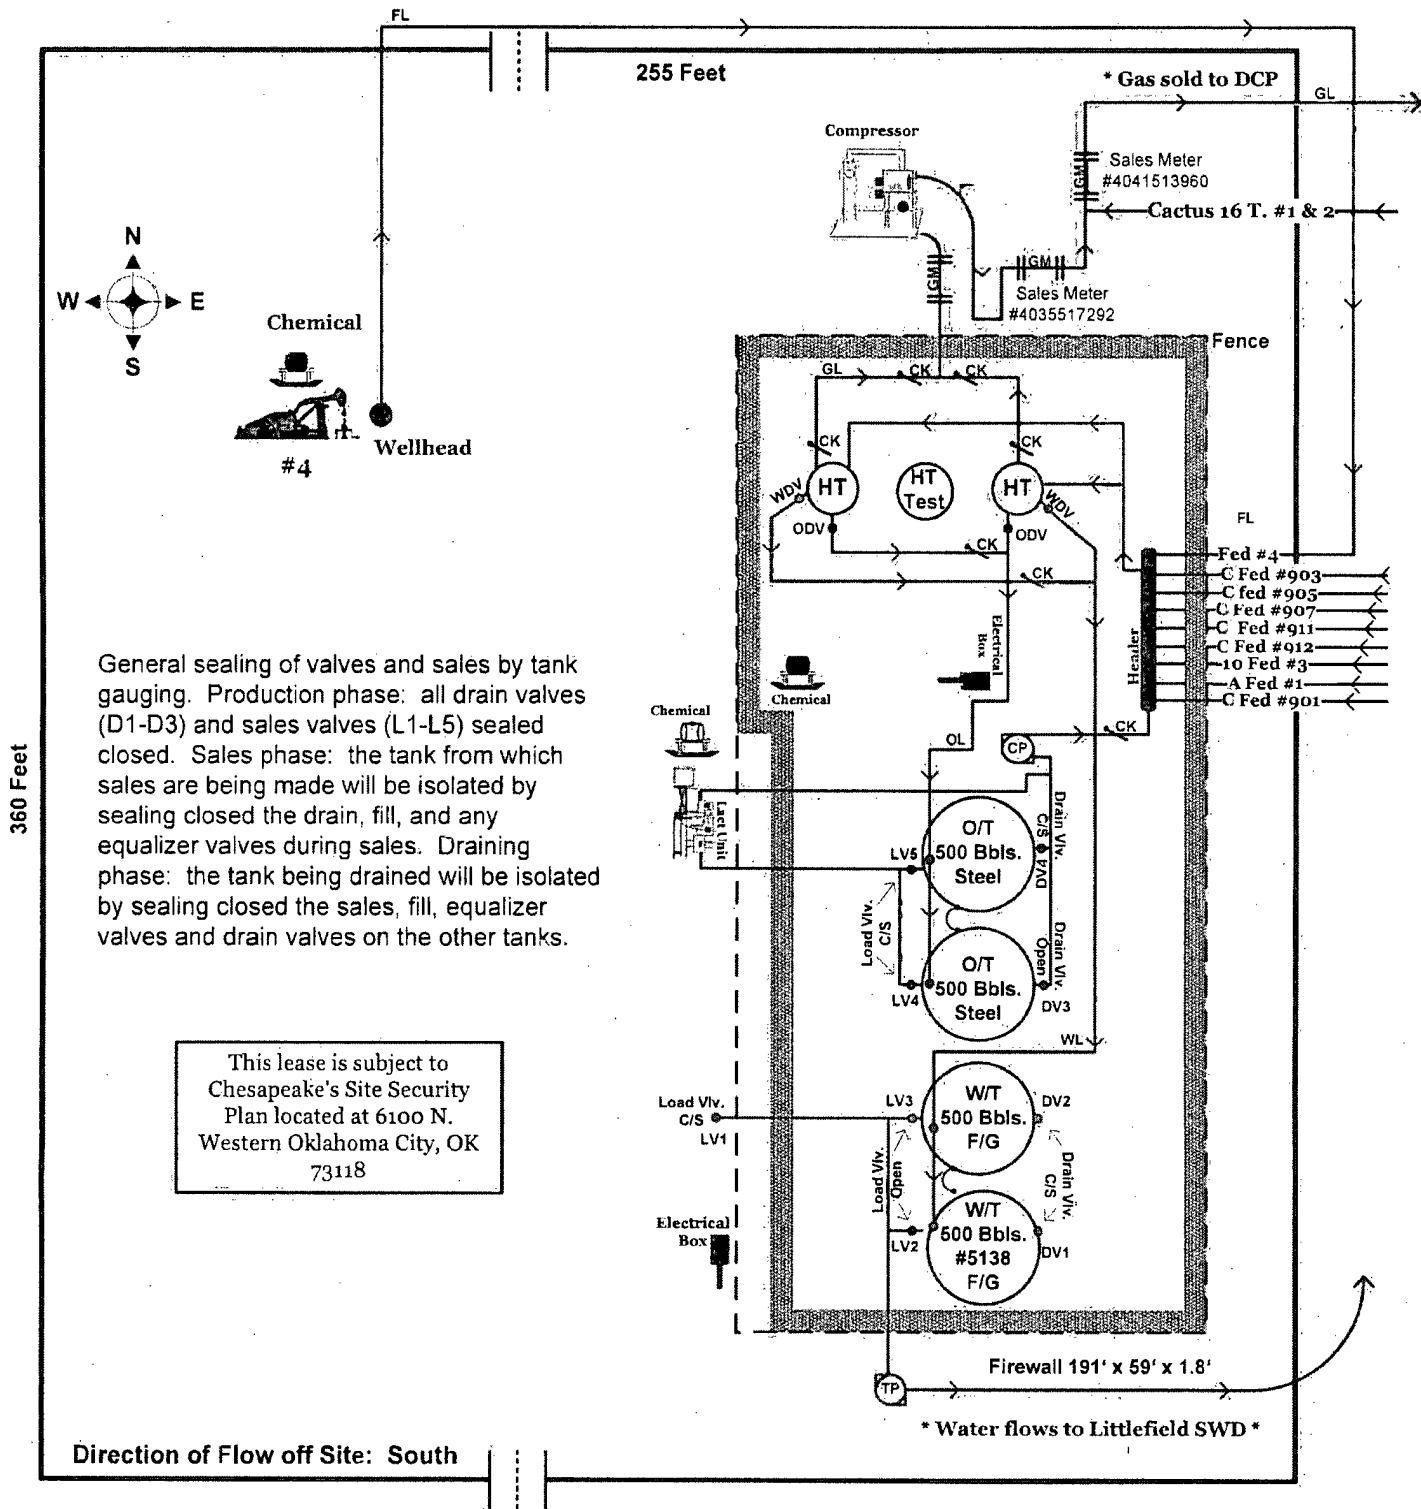 FL
255 Feet
* Gas sold to DCP
GL
Compressor
Sales Meter
#4041513960
GM
Cactus 16 T. #1 & 2
GM
GM
Sales Meter
#4035517292
N
W
E
S
Chemical
Wellhead
#4
Fence
GL
CK
CK
CK
CK
HT
HT
Test
HT
WDV
WDV
ODV
ODV
CK
CK
FL
Fed #4
C Fed #903
C fed #905
C Fed #907
C Fed #911
C Fed #912
10 Fed #3
A Fed #1
C Fed #901
Header
Electrical
Box
Chemical
Chemical
OL
CP
CK
Lact Unit
General sealing of valves and sales by tank
gauging. Production phase: all drain valves
(D1-D3) and sales valves (L1-L5) sealed
closed. Sales phase: the tank from which
sales are being made will be isolated by
sealing closed the drain, fill, and any
equalizer valves during sales. Draining
phase: the tank being drained will be isolated
by sealing closed the sales, fill, equalizer
valves and drain valves on the other tanks.
360 Feet
O/T
500 Bbls.
Steel
LV5
Drain Vlv.
C/S
DV4
Load Vlv.
C/S
O/T
500 Bbls.
Steel
LV4
Drain Vlv.
Open
DV3
WL
This lease is subject to
Chesapeake's Site Security
Plan located at 6100 N.
Western Oklahoma City, OK
73118
Load Vlv.
C/S
LV1
LV3
W/T
500 Bbls.
F/G
DV2
Load Vlv.
Open
Drain Vlv.
C/S
LV2
W/T
500 Bbls.
#5138
F/G
DV1
Electrical
Box
Firewall 191' x 59' x 1.8'
TP
* Water flows to Littlefield SWD *
Direction of Flow off Site: South